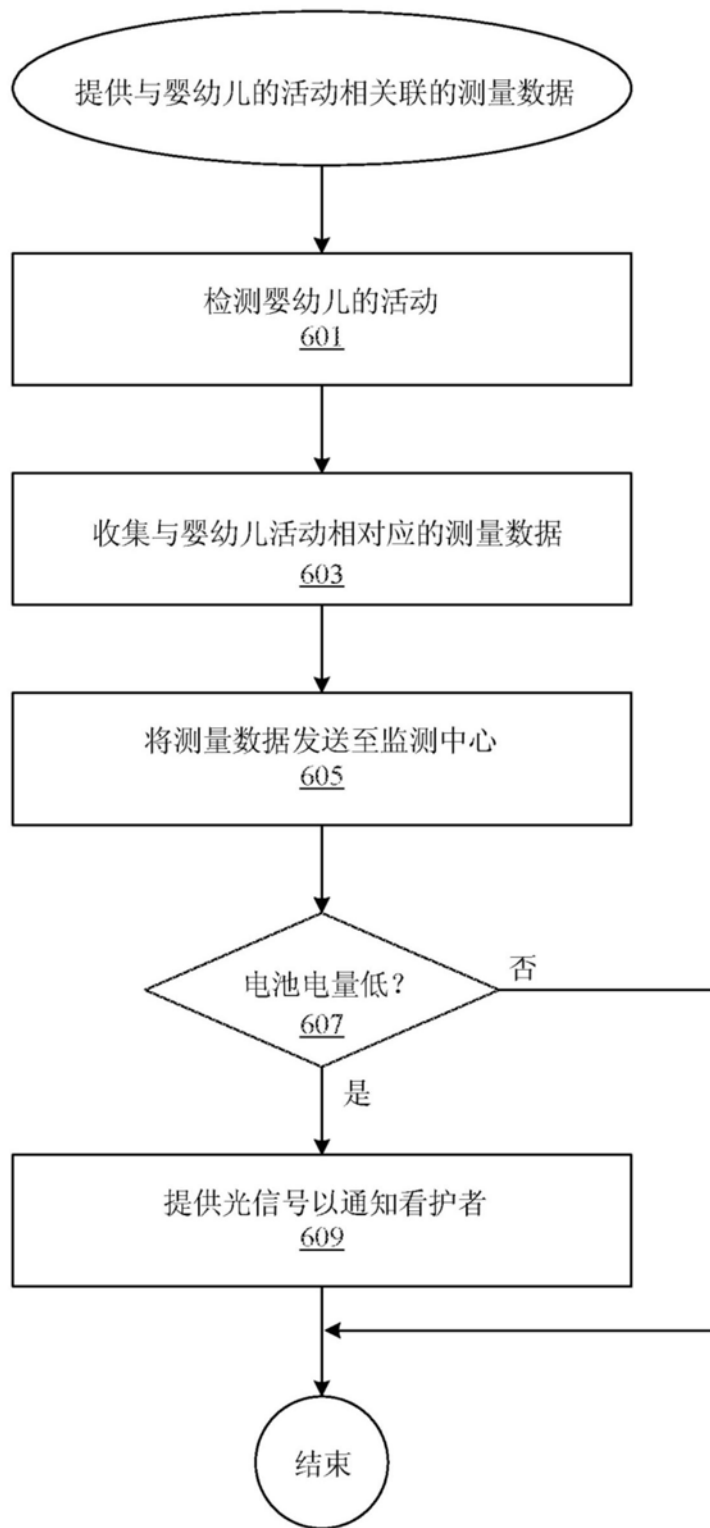 提供与婴幼儿的活动相关联的测量数据
检测婴幼儿的活动
601
收集与婴幼儿活动相对应的测量数据
603
将测量数据发送至监测中心
605
电池电量低?
607
否
是
提供光信号以通知看护者
609
结束